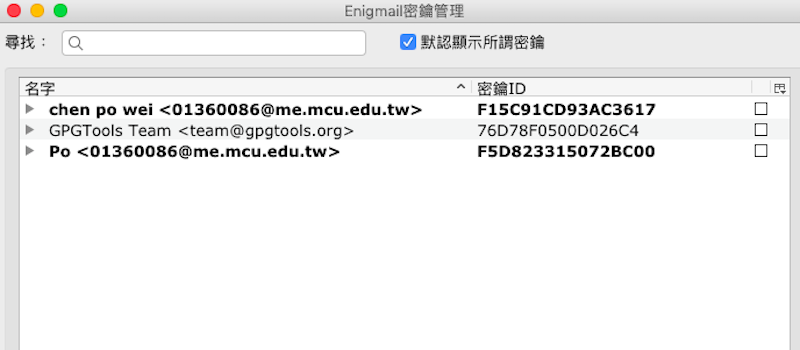 Enigmail密鑰管理
尋找：
默認顯示所謂密鑰
名字 密鑰ID
chen po wei <01360086@me.mcu.edu.tw> F15C91CD93AC3617
GPGTools Team <team@gpgtools.org> 76D78F0500D026C4
Po <01360086@me.mcu.edu.tw> F5D823315072BC00